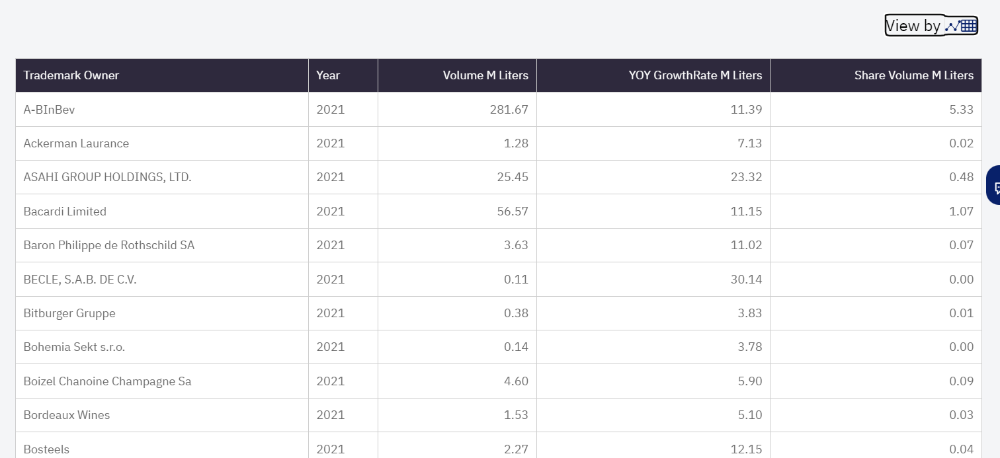 View by
Trademark Owner Year Volume M Liters YOY GrowthRate M Liters Share Volume M Liters
A-BInBev 2021 281.67 11.39 5.33
Ackerman Laurance 2021 1.28 7.13 0.02
ASAHI GROUP HOLDINGS, LTD. 2021 25.45 23.32 0.48
Bacardi Limited 2021 56.57 11.15 1.07
Baron Philippe de Rothschild SA 2021 3.63 11.02 0.07
BECLE, S.A.B. DE C.V. 2021 0.11 30.14 0.00
Bitburger Gruppe 2021 0.38 3.83 0.01
Bohemia Sekt s.r.o. 2021 0.14 3.78 0.00
Boizel Chanoine Champagne Sa 2021 4.60 5.90 0.09
Bordeaux Wines 2021 1.53 5.10 0.03
Bosteels 2021 2.27 12.15 0.04